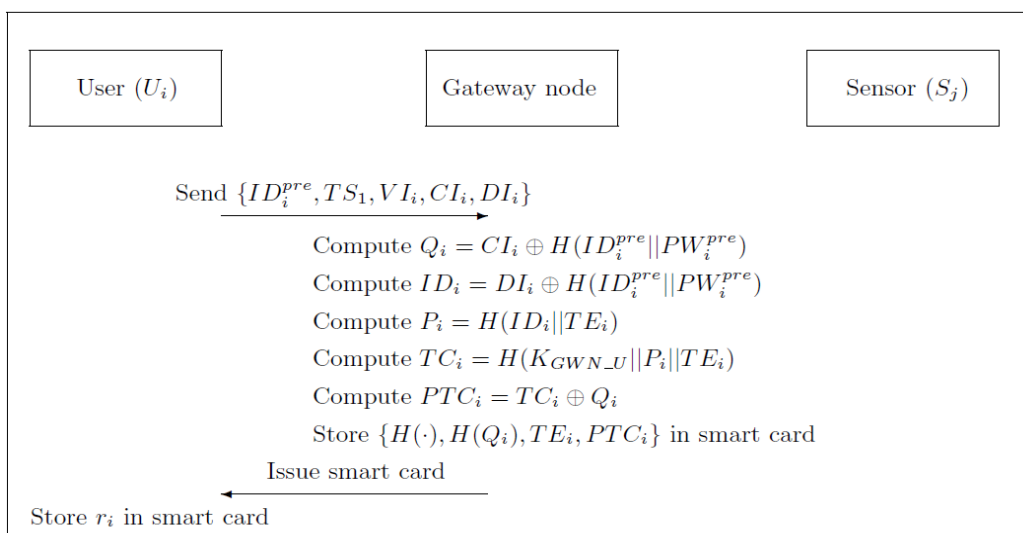 User (U_i)
Gateway node
Sensor (S_j)
Send {ID_i^{pre}, TS_1, VI_i, CI_i, DI_i}
Compute Q_i = CI_i ⊕ H(ID_i^{pre}||PW_i^{pre})
Compute ID_i = DI_i ⊕ H(ID_i^{pre}||PW_i^{pre})
Compute P_i = H(ID_i||TE_i)
Compute TC_i = H(K_{GWN_U}||P_i||TE_i)
Compute PTC_i = TC_i ⊕ Q_i
Store {H(·), H(Q_i), TE_i, PTC_i} in smart card
Issue smart card
Store r_i in smart card